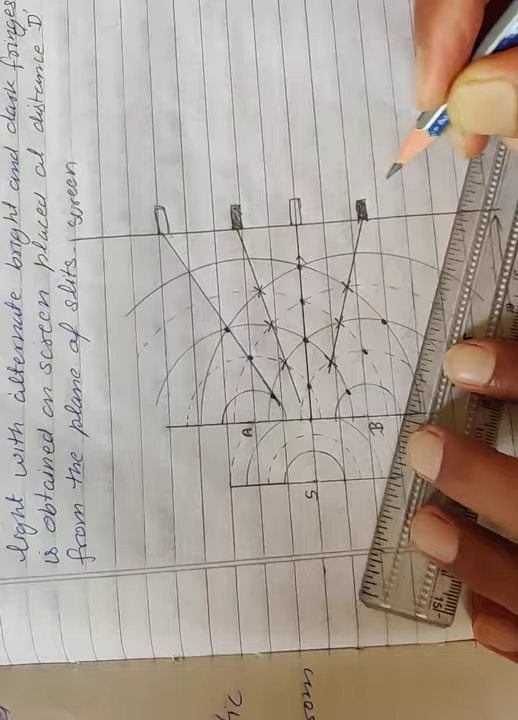 light with alternate bright and dark fringes
is obtained on screen placed at distance 'D'
from the plane of slits, screen
A
B
S
15